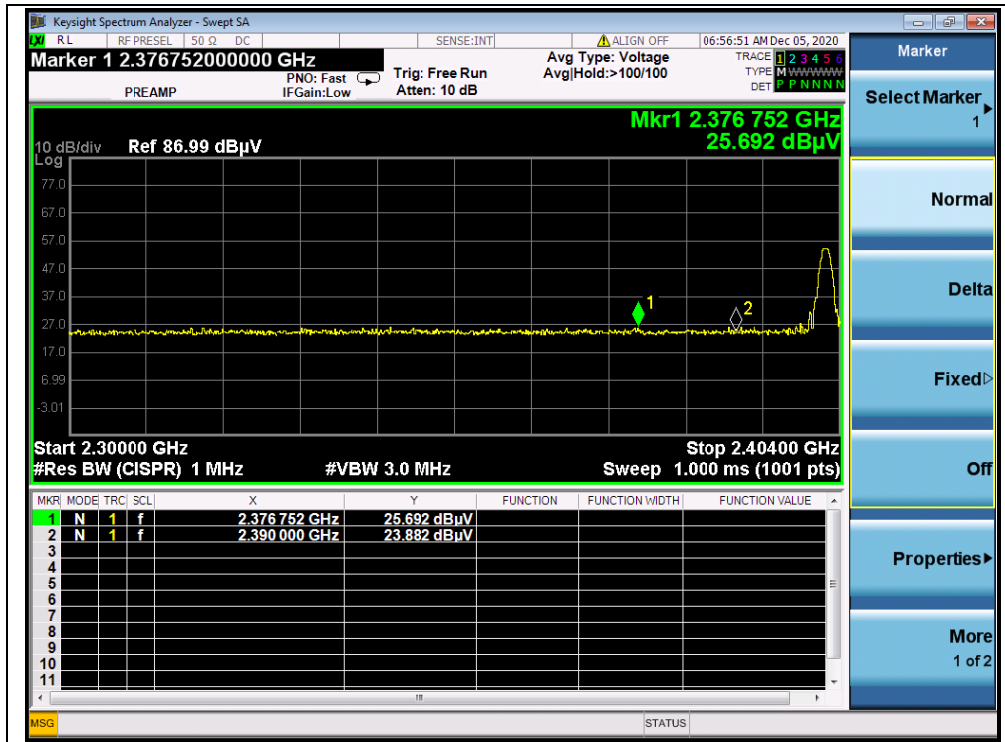 Keysight Spectrum Analyzer - Swept SA
LXI RL RF PRESEL 50 Ω DC SENSE:INT ALIGN OFF 06:56:51 AM Dec 05, 2020
Marker 1 2.376752000000 GHz
PREAMP
PNO: Fast
IFGain:Low
Trig: Free Run
Atten: 10 dB
Avg Type: Voltage
Avg|Hold:>100/100
TRACE 1 2 3 4 5 6
TYPE M WWWWW
DET P P N N N N
Mkr1 2.376 752 GHz
25.692 dBµV
10 dB/div Ref 86.99 dBµV
Log
77.0
67.0
57.0
47.0
37.0
27.0
17.0
6.99
-3.01
1
2
Start 2.30000 GHz Stop 2.40400 GHz
#Res BW (CISPR) 1 MHz #VBW 3.0 MHz Sweep 1.000 ms (1001 pts)
MKR MODE TRC SCL X Y FUNCTION FUNCTION WIDTH FUNCTION VALUE
1 N 1 f 2.376 752 GHz 25.692 dBµV
2 N 1 f 2.390 000 GHz 23.882 dBµV
3
4
5
6
7
8
9
10
11
MSG STATUS
Marker
Select Marker
1
Normal
Delta
Fixed
Off
Properties
More
1 of 2